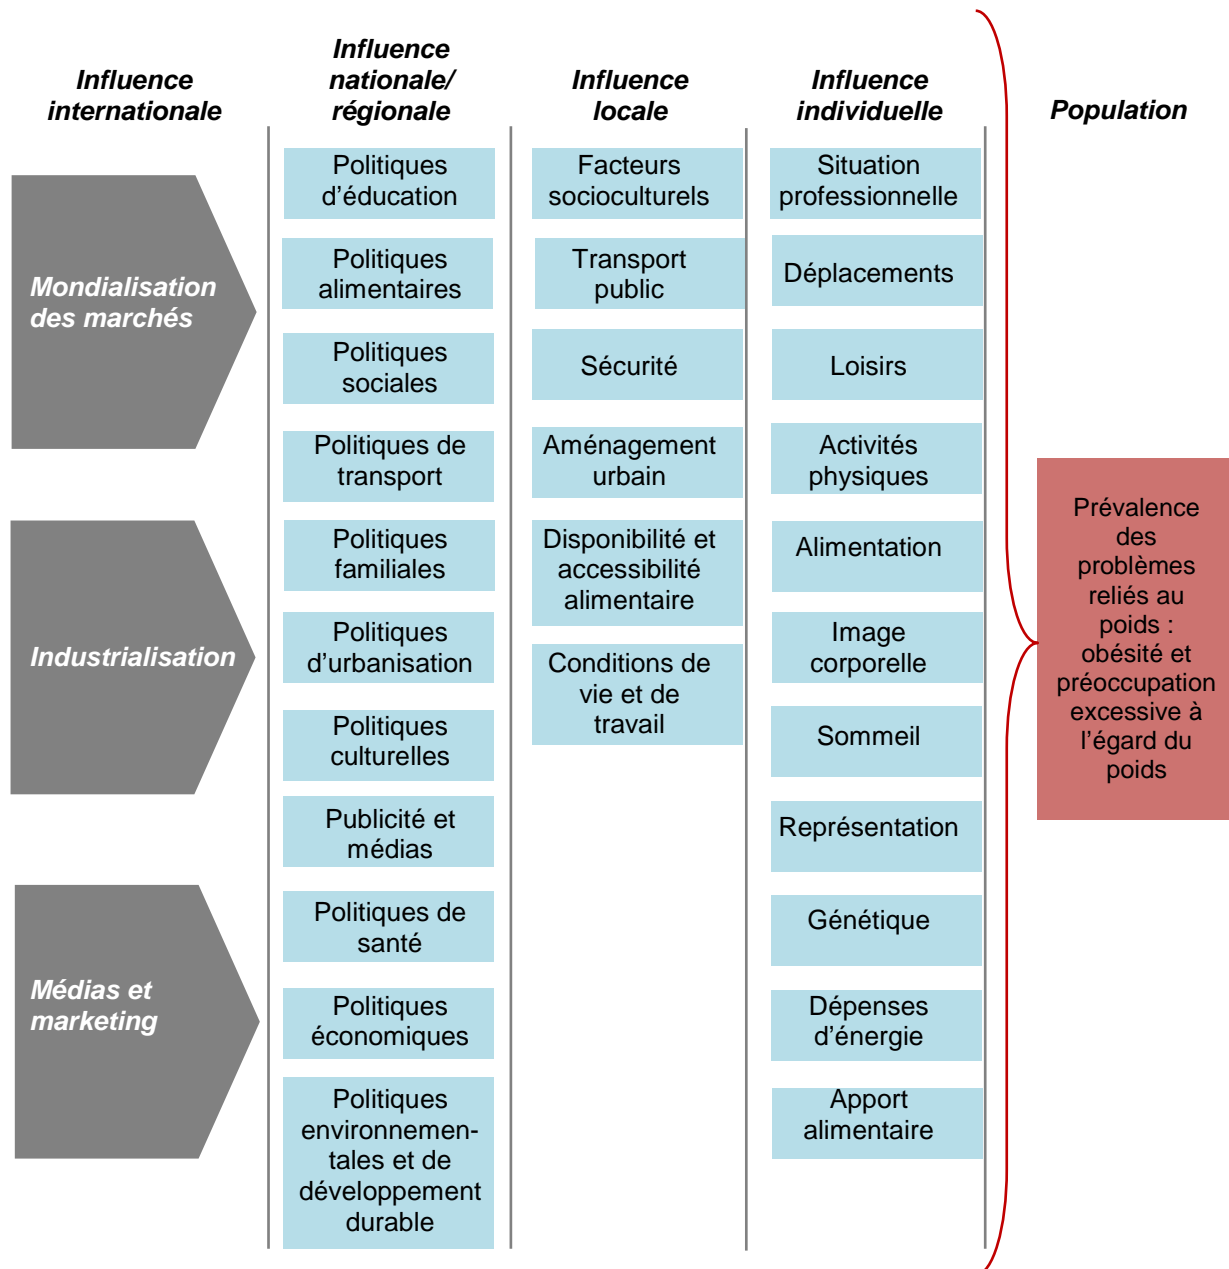 Influence
internationale
Influence
nationale/
régionale
Influence
locale
Influence
individuelle
Population
Mondialisation
des marchés
Industrialisation
Médias et
marketing
Politiques
d'éducation
Politiques
alimentaires
Politiques
sociales
Politiques de
transport
Politiques
familiales
Politiques
d'urbanisation
Politiques
culturelles
Publicité et
médias
Politiques de
santé
Politiques
économiques
Politiques
environnemen-
tales et de
développement
durable
Facteurs
socioculturels
Transport
public
Sécurité
Aménagement
urbain
Disponibilité et
accessibilité
alimentaire
Conditions de
vie et de
travail
Situation
professionnelle
Déplacements
Loisirs
Activités
physiques
Alimentation
Image
corporelle
Sommeil
Représentation
Génétique
Dépenses
d'énergie
Apport
alimentaire
Prévalence
des
problèmes
reliés au
poids :
obésité et
préoccupation
excessive à
l'égard du
poids